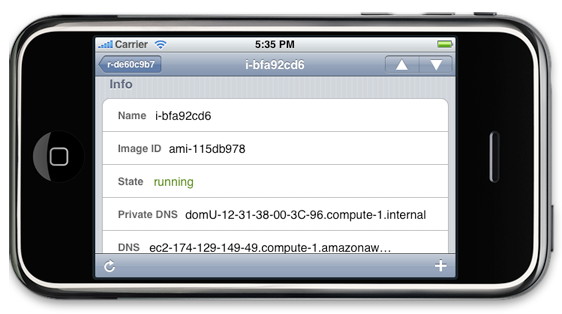 Carrier 5:35 PM
r-de60c9b7 i-bfa92cd6
Info
Name i-bfa92cd6
Image ID ami-115db978
State running
Private DNS domU-12-31-38-00-3C-96.compute-1.internal
DNS ec2-174-129-149-49.compute-1.amazonaw...